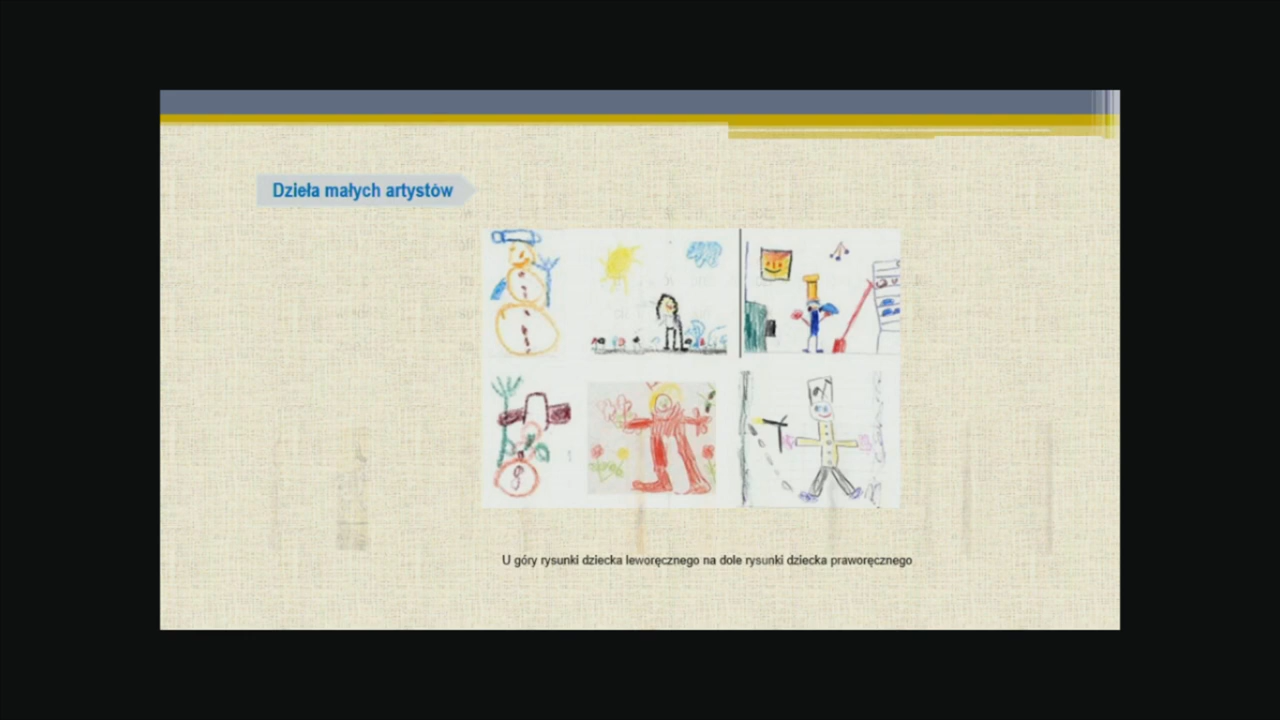 Dzieła małych artystów
U góry rysunki dziecka leworęcznego na dole rysunki dziecka praworęcznego